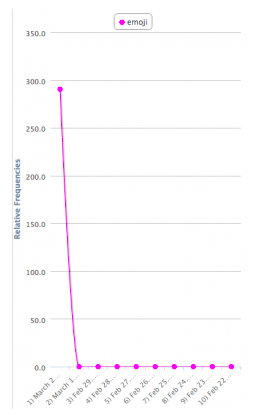 emoji
350.0
300.0
250.0
200.0
150.0
100.0
50.0
0.0
Relative Frequencies
1) March 2...
2) March 1...
3) Feb 29...
4) Feb 28...
5) Feb 27...
6) Feb 26...
7) Feb 25...
8) Feb 24...
9) Feb 23...
10) Feb 22...